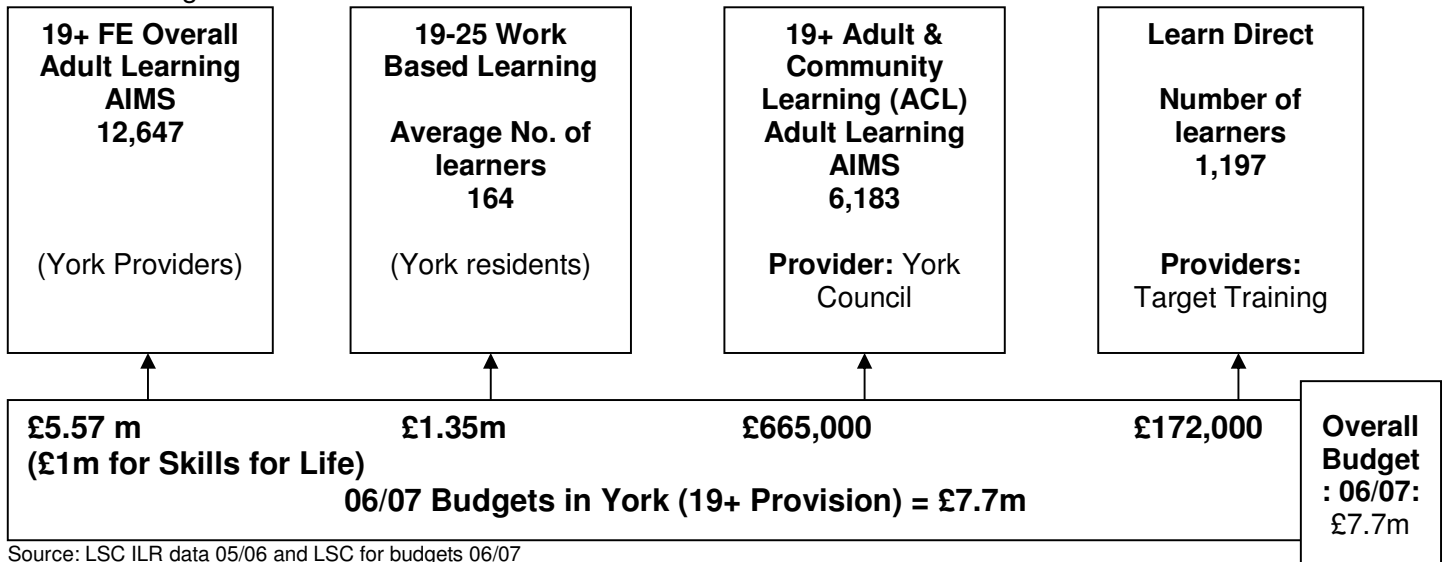 19+ FE Overall
Adult Learning
AIMS
12,647
(York Providers)
19-25 Work
Based Learning
Average No. of
learners
164
(York residents)
19+ Adult &
Community
Learning (ACL)
Adult Learning
AIMS
6,183
Provider: York
Council
Learn Direct
Number of
learners
1,197
Providers:
Target Training
£5.57 m £1.35m £665,000 £172,000
(£1m for Skills for Life)
06/07 Budgets in York (19+ Provision) = £7.7m
Overall
Budget
: 06/07:
£7.7m
Source: LSC ILR data 05/06 and LSC for budgets 06/07